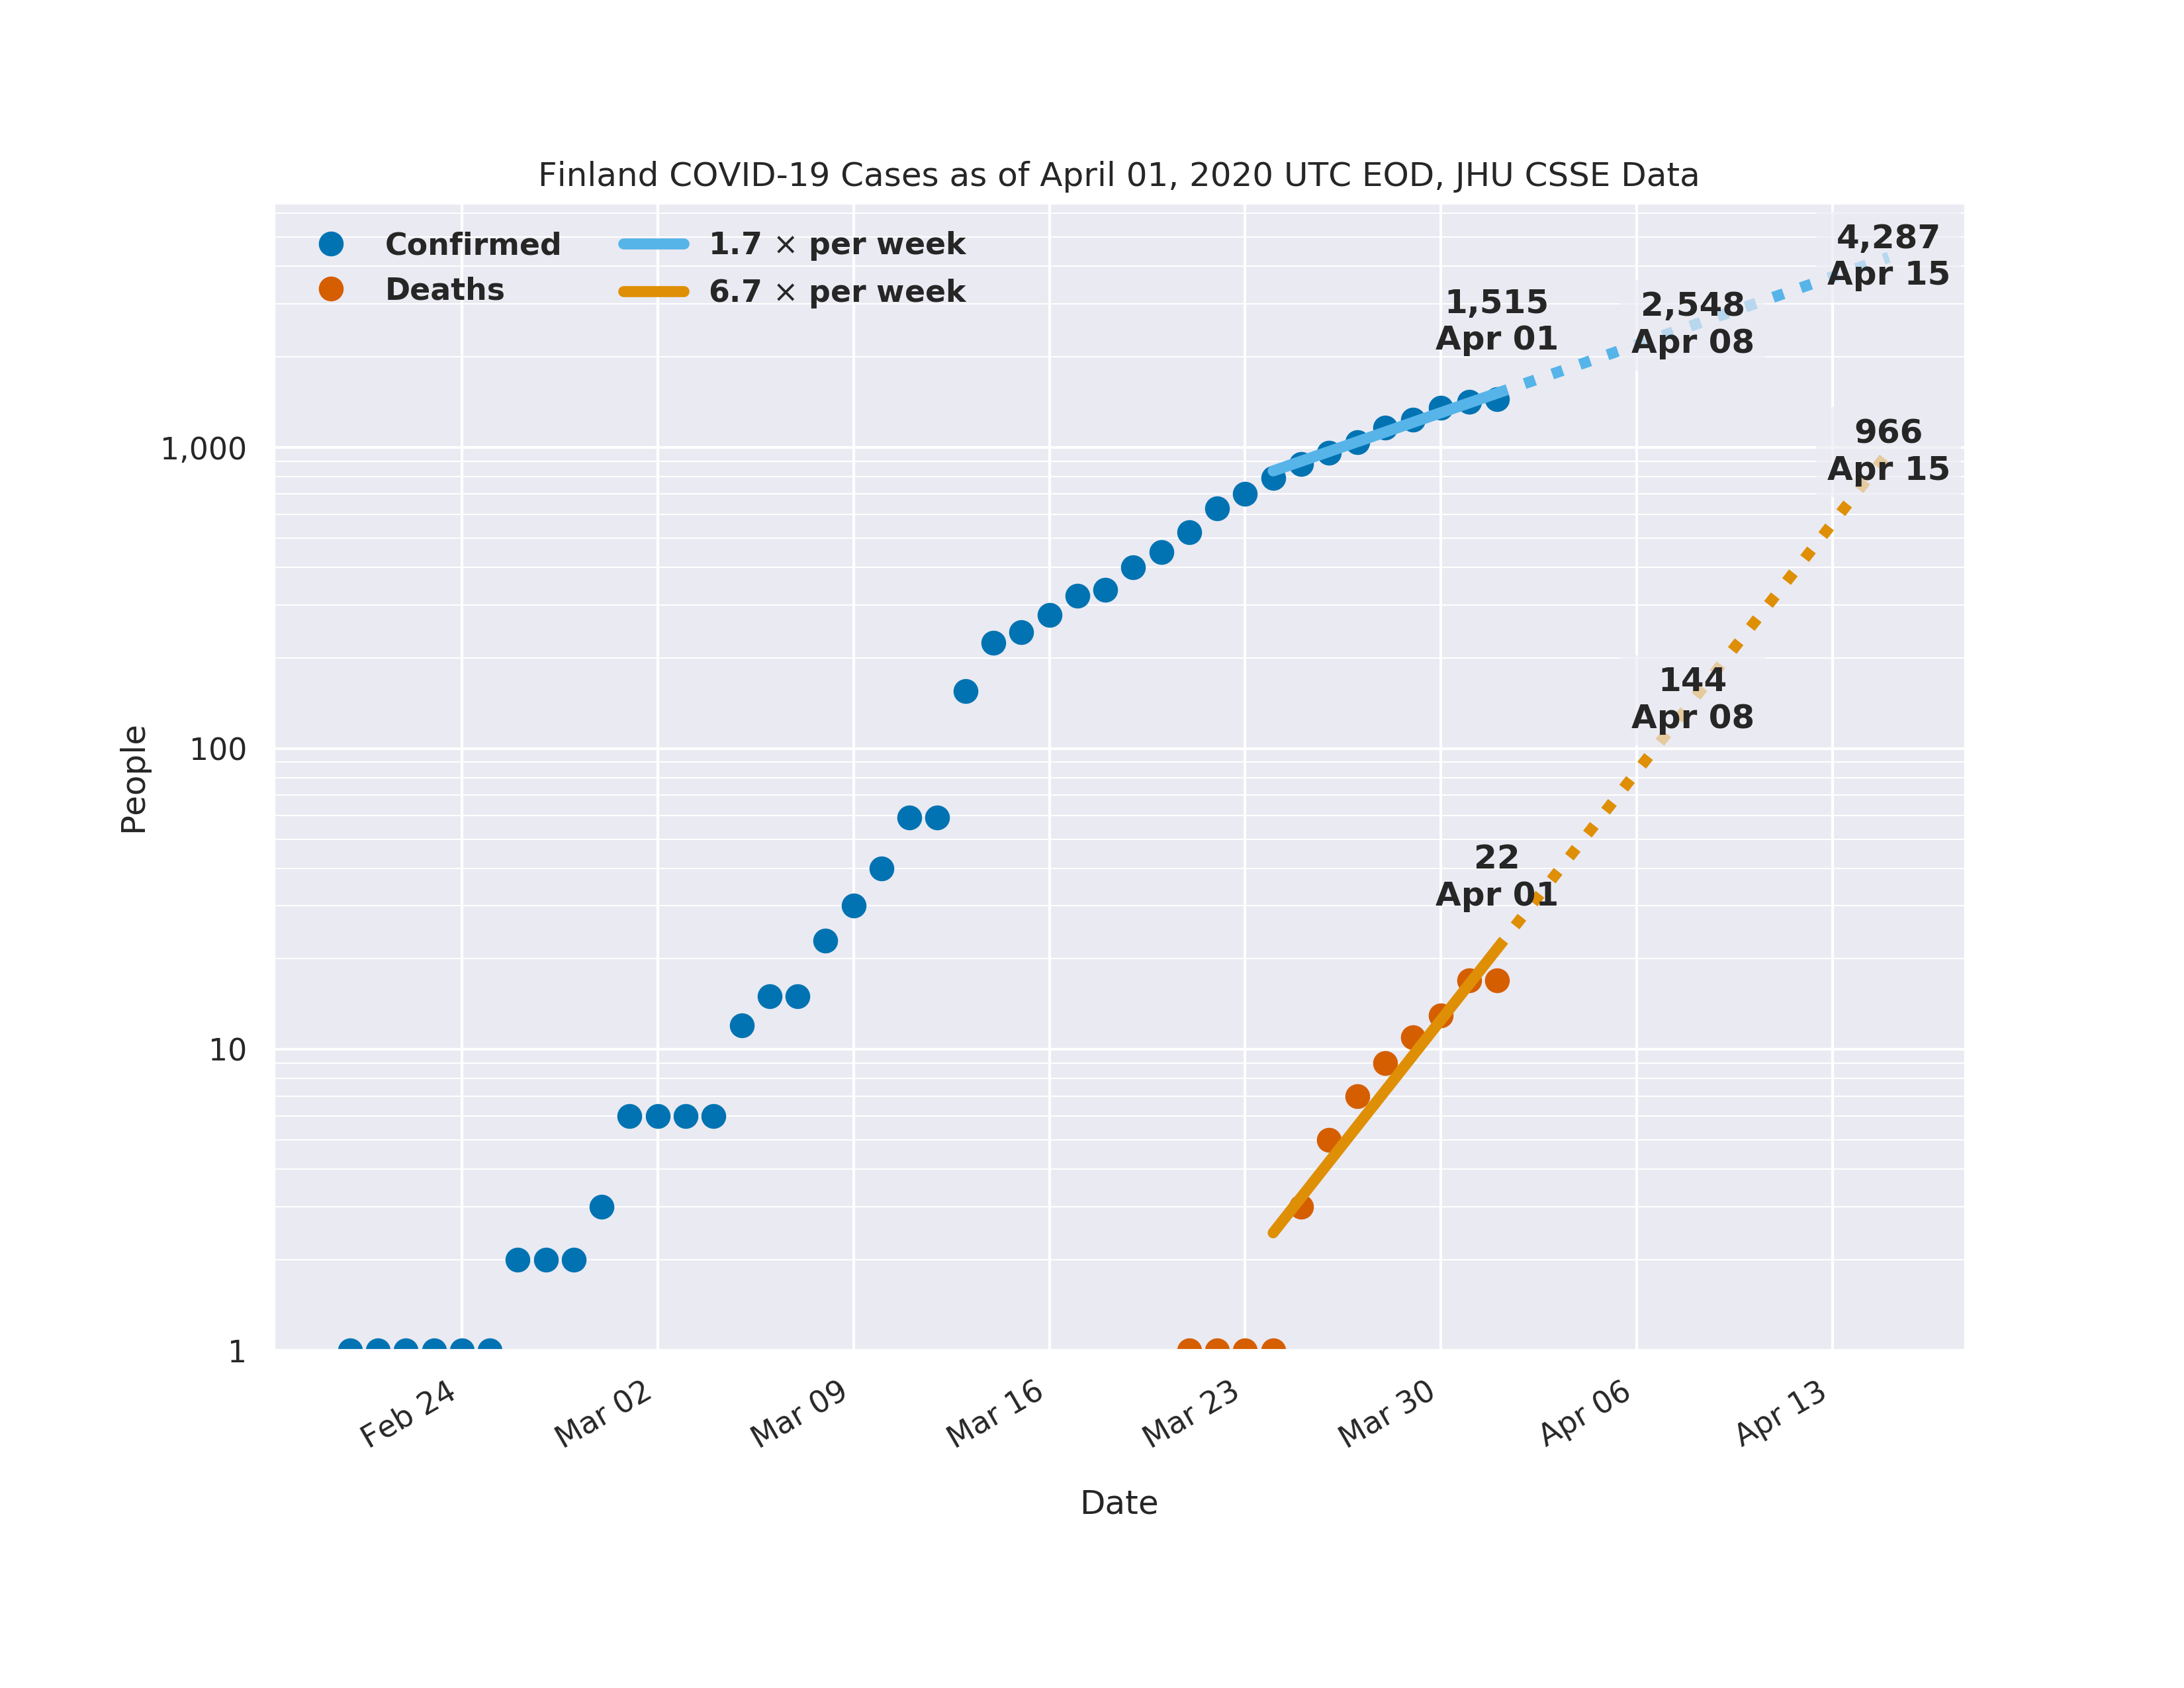 Finland COVID-19 Cases as of April 01, 2020 UTC EOD, JHU CSSE Data
Confirmed
Deaths
1.7 × per week
6.7 × per week
4,287
Apr 15
1,515
Apr 01
2,548
Apr 08
966
Apr 15
144
Apr 08
22
Apr 01
People
1,000
100
10
1
Feb 24
Mar 02
Mar 09
Mar 16
Mar 23
Mar 30
Apr 06
Apr 13
Date